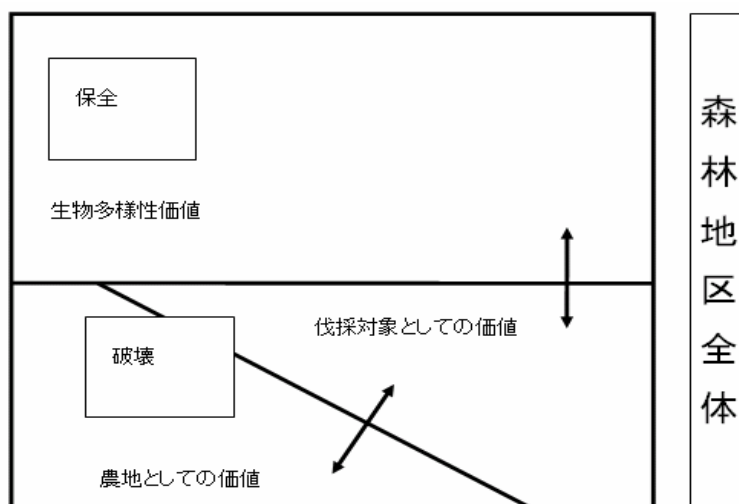 保全
生物多様性価値
伐採対象としての価値
破壊
農地としての価値
森林地区全体